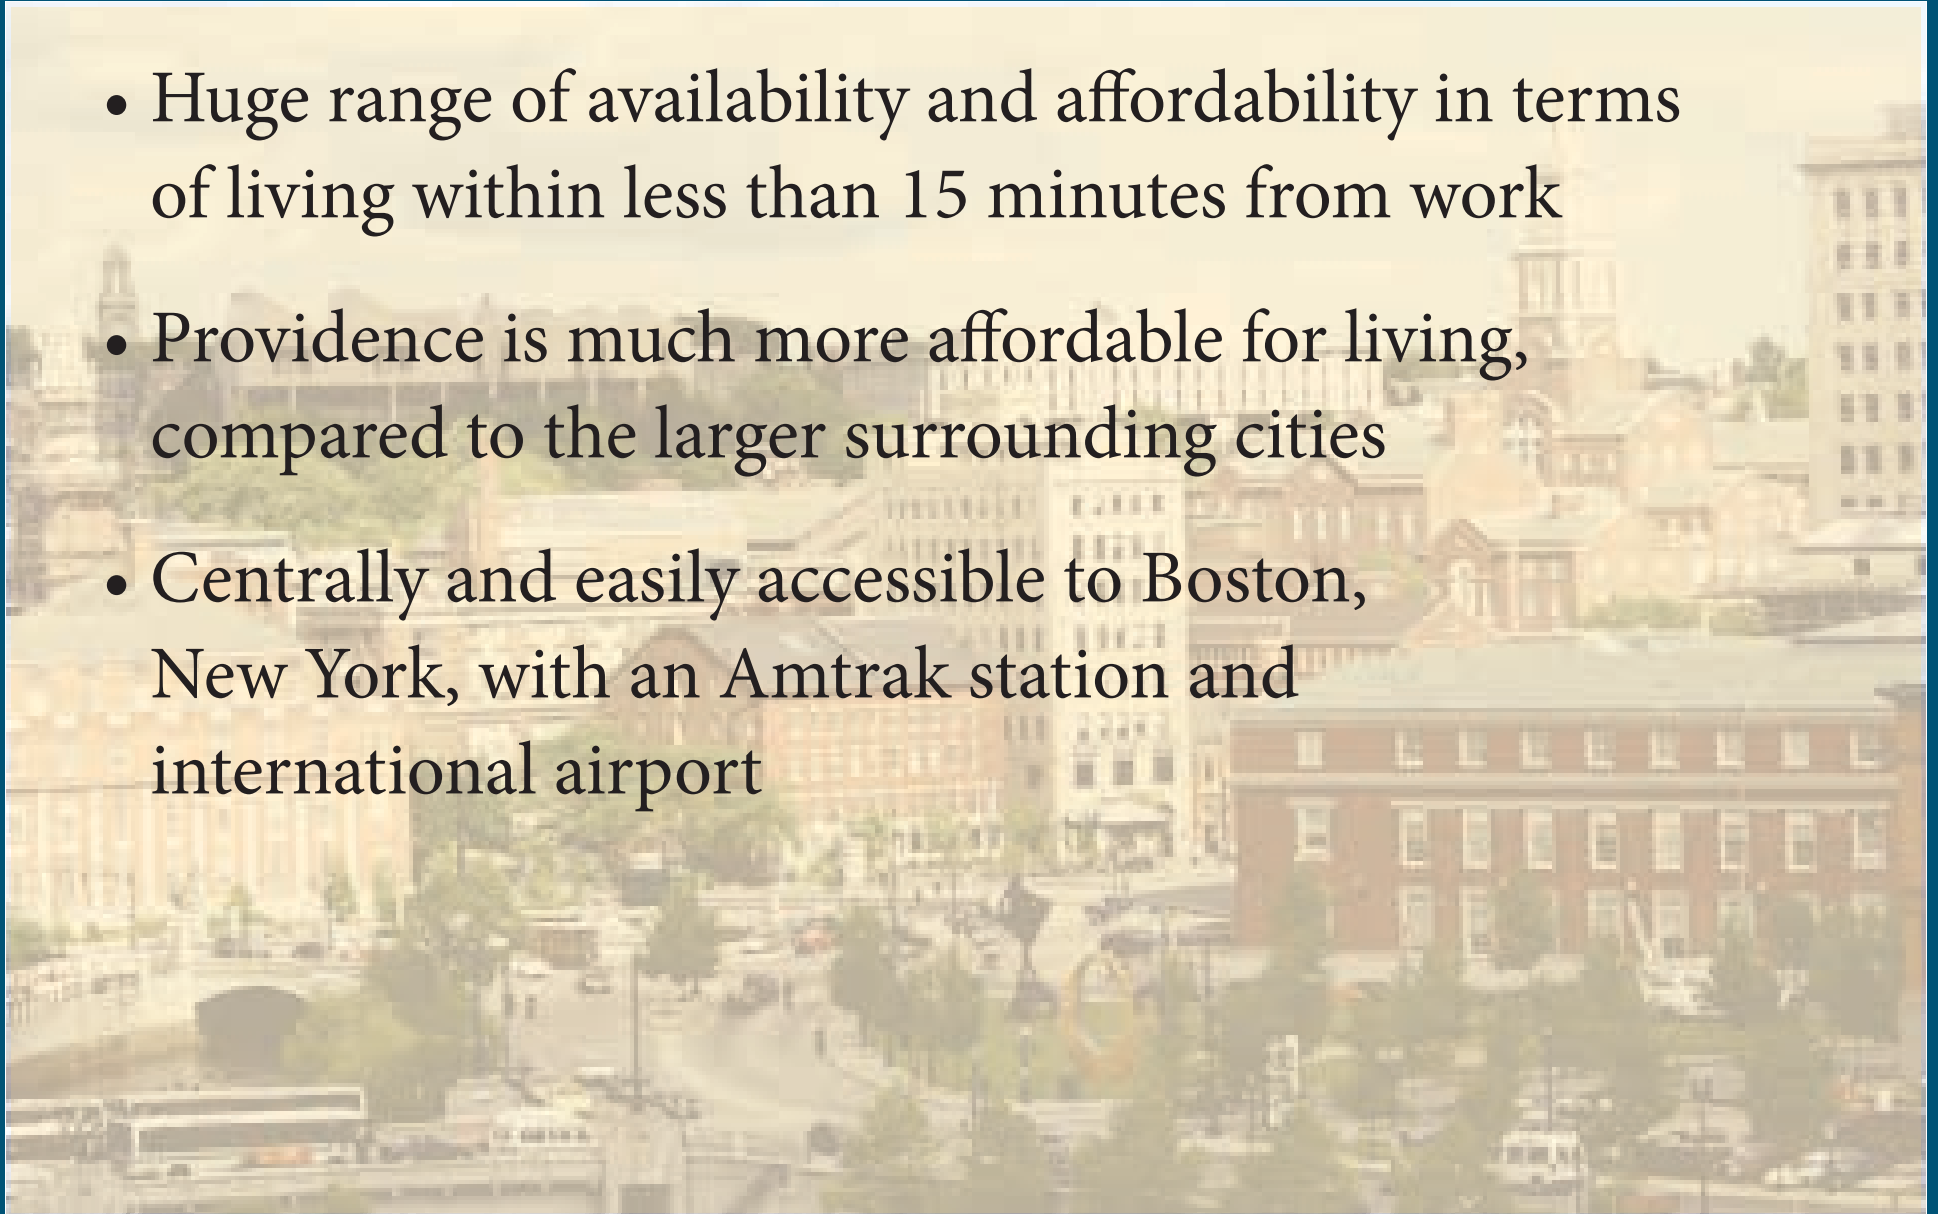 • Huge range of availability and affordability in terms
of living within less than 15 minutes from work
• Providence is much more affordable for living,
compared to the larger surrounding cities
• Centrally and easily accessible to Boston,
New York, with an Amtrak station and
international airport